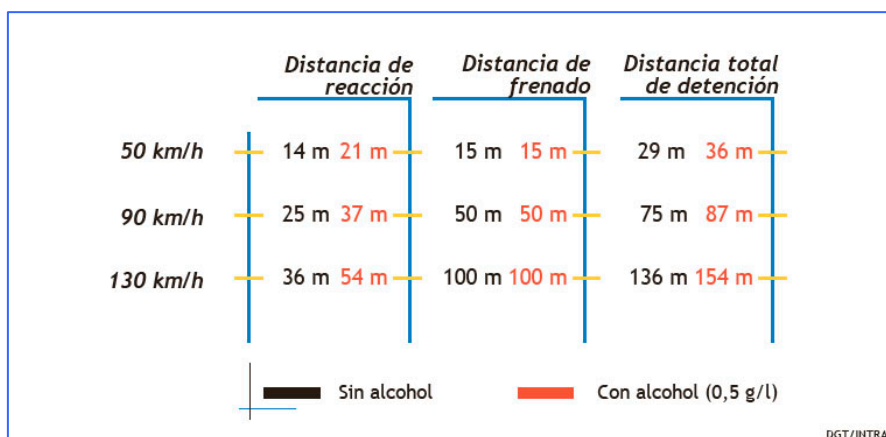 Distancia de reacción
Distancia de frenado
Distancia total de detención
50 km/h 14 m 21 m 15 m 15 m 29 m 36 m
90 km/h 25 m 37 m 50 m 50 m 75 m 87 m
130 km/h 36 m 54 m 100 m 100 m 136 m 154 m
Sin alcohol Con alcohol (0,5 g/l)
DGT/INTRA